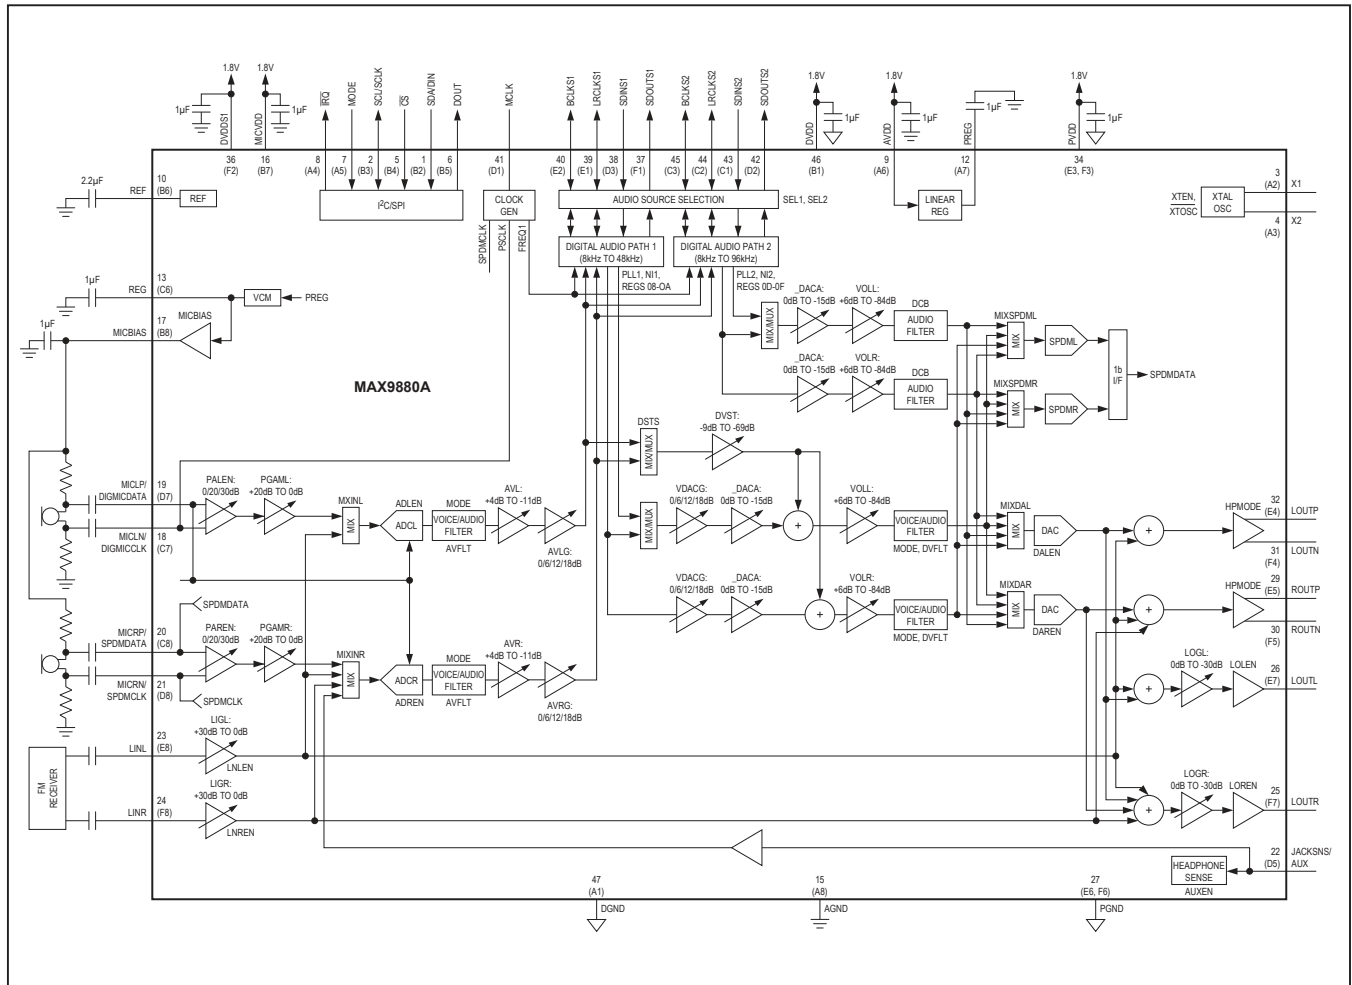 1.8V
1.8V
1µF
1µF
DVDDS1
MICVDD
IRQ
MODE
SCL/SCLK
CS
SDA/DIN
DOUT
MCLK
BCLKS1
LRCLKS1
SDINS1
SDOUTS1
BCLKS2
LRCLKS2
SDINS2
SDOUTS2
1.8V
1µF
DVDD
1.8V
1µF
AVDD
1µF
PREG
1.8V
1µF
PVDD
36
(F2)
16
(B7)
8
(A4)
7
(A5)
2
(B3)
5
(B4)
1
(B2)
6
(B5)
41
(D1)
40
(E2)
39
(E1)
38
(D3)
37
(F1)
45
(C3)
44
(C2)
43
(C1)
42
(D2)
46
(B1)
9
(A6)
12
(A7)
34
(E3, F3)
2.2µF
REF
10
(B6)
REF
I²C/SPI
CLOCK
GEN
AUDIO SOURCE SELECTION
SEL1, SEL2
LINEAR
REG
XTEN,
XTOSC
XTAL
OSC
3
(A2)
X1
4
(A3)
X2
SPDMCLK
PSCLK
FREQ1
DIGITAL AUDIO PATH 1
(8kHz TO 48kHz)
DIGITAL AUDIO PATH 2
(8kHz TO 96kHz)
PLL1, NI1,
REGS 08-OA
PLL2, NI2,
REGS 0D-0F
1µF
REG
13
(C6)
VCM
PREG
1µF
MICBIAS
17
(B8)
MICBIAS
MAX9880A
MIX/MUX
_DACA:
0dB TO -15dB
VOLL:
+6dB TO -84dB
DCB
AUDIO
FILTER
MIXSPDML
MIX
SPDML
_DACA:
0dB TO -15dB
VOLR:
+6dB TO -84dB
DCB
AUDIO
FILTER
MIXSPDMR
MIX
SPDMR
1b
I/F
SPDMDATA
DSTS
MIX/MUX
DVST:
-9dB TO -69dB
MICLP/
DIGMICDATA
19
(D7)
MICLN/
DIGMICCLK
18
(C7)
PALEN:
0/20/30dB
PGAML:
+20dB TO 0dB
MXINL
MIX
ADLEN
ADCL
MODE
VOICE/AUDIO
FILTER
AVFLT
AVL:
+4dB TO -11dB
AVLG:
0/6/12/18dB
MIX/MUX
VDACG:
0/6/12/18dB
_DACA:
0dB TO -15dB
+
VOLL:
+6dB TO -84dB
VOICE/AUDIO
FILTER
MODE, DVFLT
MIXDAL
MIX
DAC
DALEN
+
HPMODE
32
(E4)
LOUTP
31
(F4)
LOUTN
VDACG:
0/6/12/18dB
_DACA:
0dB TO -15dB
+
VOLR:
+6dB TO -84dB
VOICE/AUDIO
FILTER
MODE, DVFLT
MIXDAR
MIX
DAC
DAREN
+
HPMODE
29
(E5)
ROUTP
30
(F5)
ROUTN
SPDMDATA
MICRP/
SPDMDATA
20
(C8)
MICRN/
SPDMCLK
21
(D8)
SPDMCLK
PAREN:
0/20/30dB
PGAMR:
+20dB TO 0dB
MIXINR
MIX
ADCR
ADREN
MODE
VOICE/AUDIO
FILTER
AVFLT
AVR:
+4dB TO -11dB
AVRG:
0/6/12/18dB
+
LOGL:
0dB TO -30dB
LOLEN
26
(E7)
LOUTL
FM
RECEIVER
LINL
23
(E8)
LIGL:
+30dB TO 0dB
LNLEN
LINR
24
(F8)
LIGR:
+30dB TO 0dB
LNREN
+
LOGR:
0dB TO -30dB
LOREN
25
(F7)
LOUTR
HEADPHONE
SENSE
AUXEN
22
(D5)
JACKSNS/
AUX
47
(A1)
DGND
15
(A8)
AGND
27
(E6, F6)
PGND